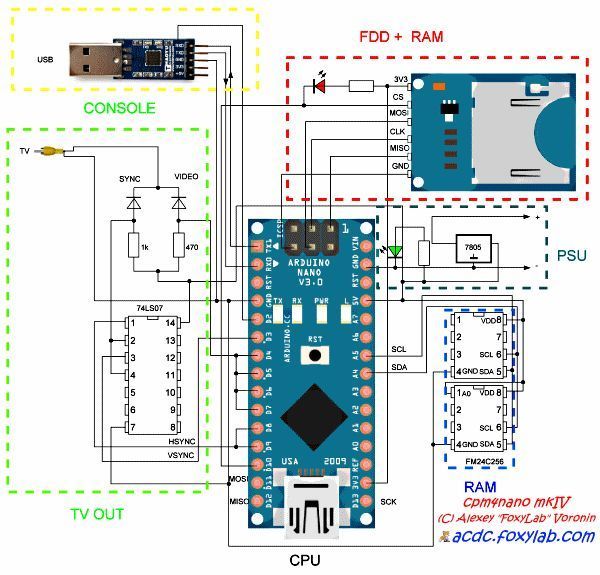 FDD + RAM
USB
CONSOLE
3V3
CS
MOSI
CLK
MISO
GND
TV
SYNC
VIDEO
1k
470
ICSP
1
ARDUINO
NANO
V3.0
TX
RX
PWR
L
ARDUINO.CC
RST
USA
2009
TX1
RX0
RST
GND
D2
D3
D4
D5
D6
D7
D8
D9
D10
D11
D12
VIN
GND
RST
5V
A7
A6
A5
A4
A3
A2
A1
A0
REF
3V3
D13
7805
+
-
PSU
74LS07
1 14
2 13
3 12
4 11
5 10
6 9
7 8
HSYNC
VSYNC
MOSI
MISO
SCK
SCL
SDA
1 VDD 8
2 7
3 SCL 6
4 GND SDA 5
1 A0 VDD 8
2 7
3 SCL 6
4 GND SDA 5
FM24C256
RAM
TV OUT
CPU
cpm4nano mkIV
(C) Alexey "FoxyLab" Voronin
acdc.foxylab.com